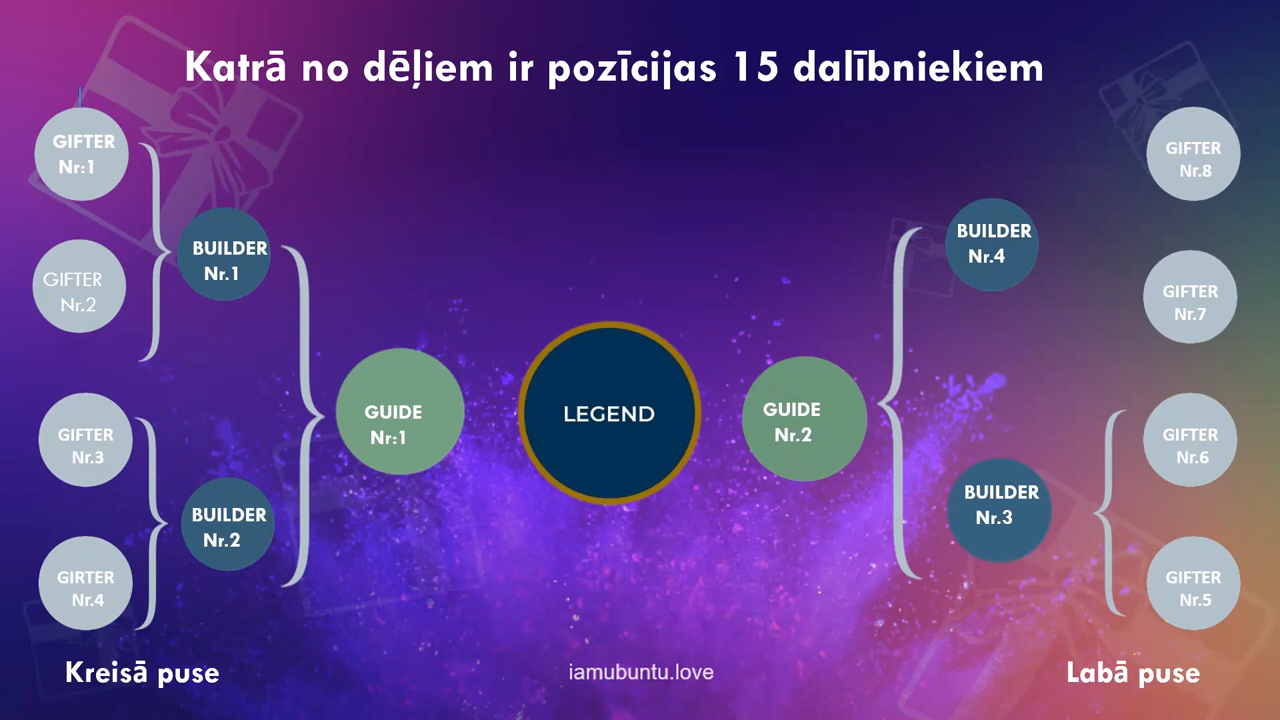 Katrā no dēļiem ir pozīcijas 15 dalībniekiem
GIFTER
Nr:1
GIFTER
Nr.2
GIFTER
Nr.3
GIRTER
Nr.4
BUILDER
Nr.1
BUILDER
Nr.2
GUIDE
Nr:1
LEGEND
GUIDE
Nr.2
BUILDER
Nr.4
BUILDER
Nr.3
GIFTER
Nr.8
GIFTER
Nr.7
GIFTER
Nr.6
GIFTER
Nr.5
Kreisā puse
iamubuntu.love
Labā puse